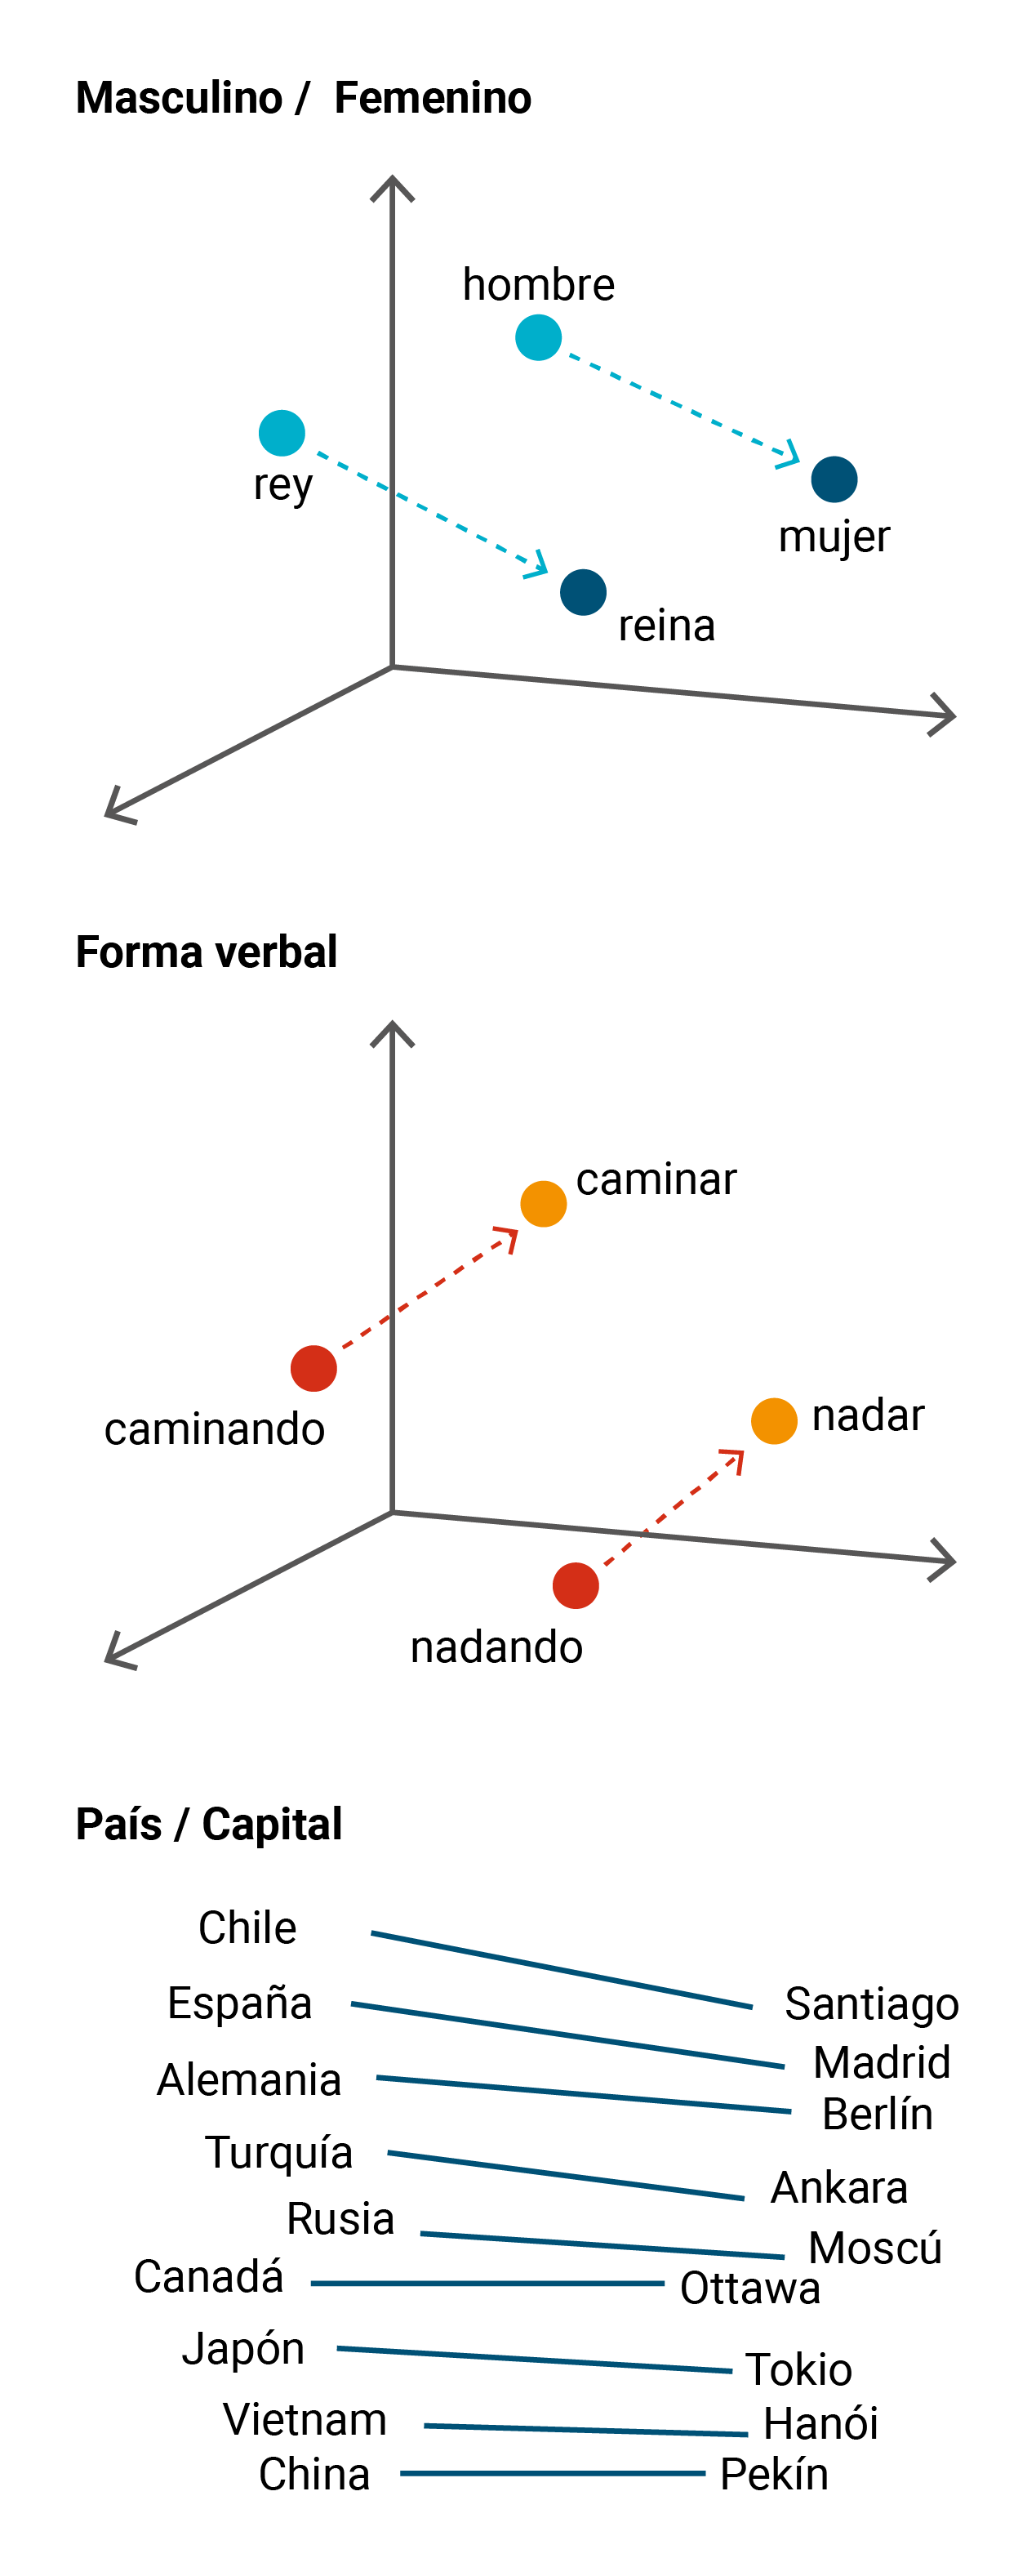 Masculino / Femenino
hombre
rey
mujer
reina
Forma verbal
caminar
caminando
nadar
nadando
País / Capital
Chile
Santiago
España
Madrid
Alemania
Berlín
Turquía
Ankara
Rusia
Moscú
Canadá
Ottawa
Japón
Tokio
Vietnam
Hanói
China
Pekín